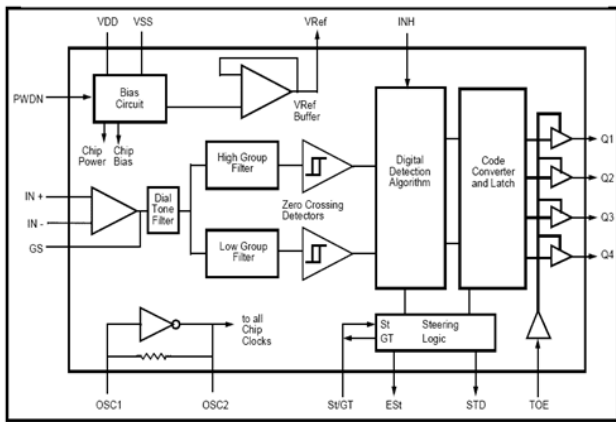 VDD
VSS
VRef
INH
PWDN
Bias
Circuit
VRef
Buffer
Chip
Power
Chip
Bias
Q1
Q2
Q3
Q4
High Group
Filter
Digital
Detection
Algorithm
Code
Converter
and Latch
IN +
IN -
GS
Dial
Tone
Filter
Zero Crossing
Detectors
Low Group
Filter
to all
Chip
Clocks
St
GT
Steering
Logic
OSC1
OSC2
St/GT
ESt
STD
TOE